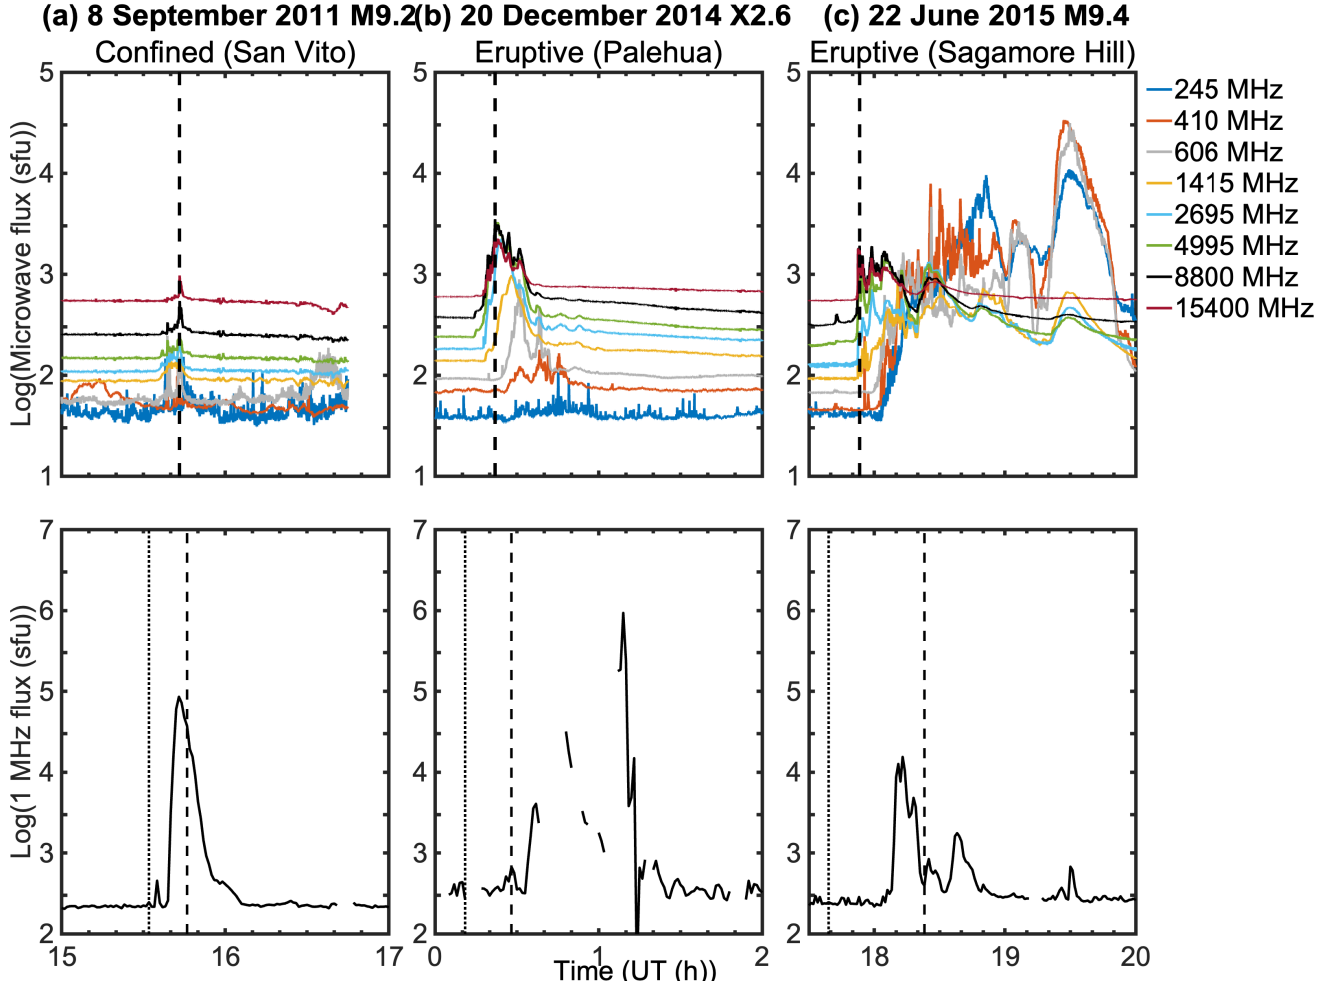 (a) 8 September 2011 M9.2
(b) 20 December 2014 X2.6
(c) 22 June 2015 M9.4
Confined (San Vito)
Eruptive (Palehua)
Eruptive (Sagamore Hill)
Log(Microwave flux (sfu))
5
4
3
2
1
5
4
3
2
1
5
4
3
2
1
245 MHz
410 MHz
606 MHz
1415 MHz
2695 MHz
4995 MHz
8800 MHz
15400 MHz
Log(1 MHz flux (sfu))
7
6
5
4
3
2
7
6
5
4
3
2
7
6
5
4
3
2
15 16 17
0 1 2
18 19 20
Time (UT (h))